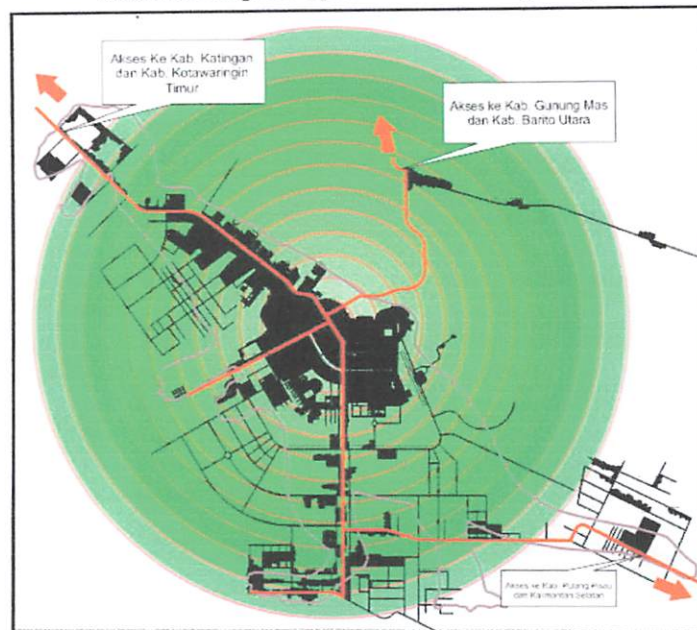 Akses Ke Kab. Katingan
dan Kab. Kotawaringin
Timur
Akses ke Kab. Gunung Mas
dan Kab. Barito Utara
Akses ke Kab. Pulang Pisau
dan Kalimantan Selatan